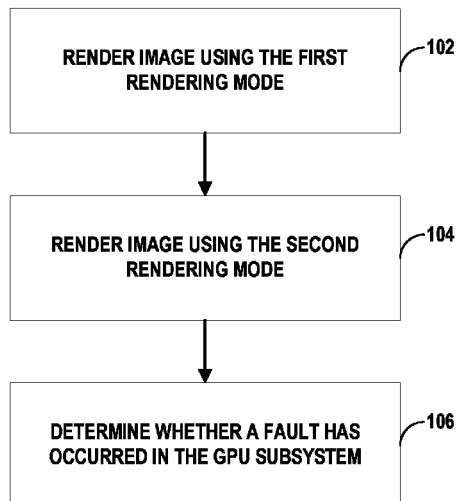 RENDER IMAGE USING THE FIRST
RENDERING MODE
102
RENDER IMAGE USING THE SECOND
RENDERING MODE
104
DETERMINE WHETHER A FAULT HAS
OCCURRED IN THE GPU SUBSYSTEM
106